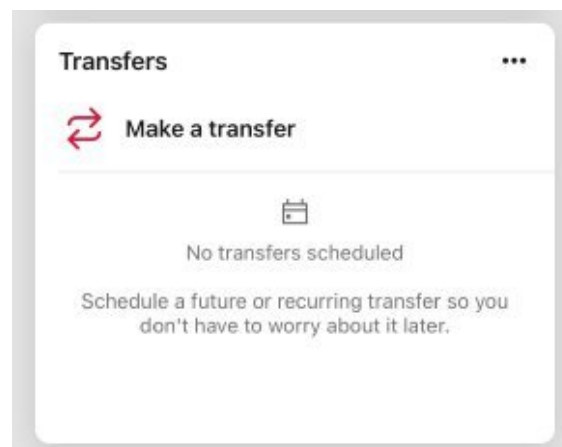 Transfers
Make a transfer
No transfers scheduled
Schedule a future or recurring transfer so you
don't have to worry about it later.